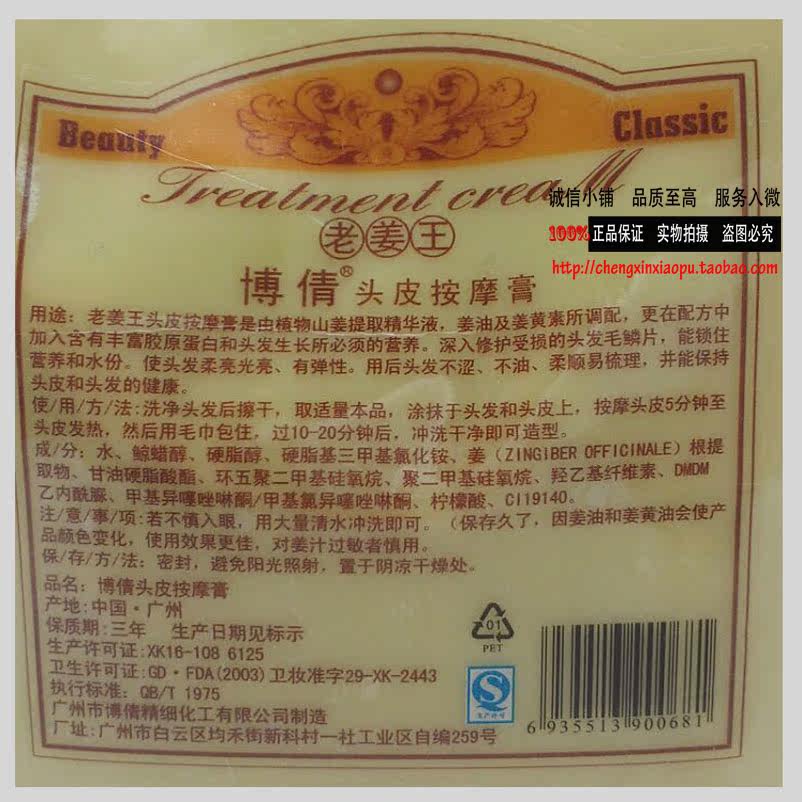 Beauty
Classic
Treatment creaM
诚信小铺 品质至高 服务入微
100%正品保证 实物拍摄 盗图必究
http://chengxinxiaopu.taobao.com
老姜王
博倩®头皮按摩膏
用途：老姜王头皮按摩膏是由植物山姜提取精华液，姜油及姜黄素所调配，更在配方中
加入含有丰富胶原蛋白和头发生长所必须的营养。深入修护受损的头发毛鳞片，能锁住
营养和水份。使头发柔亮光亮、有弹性。用后头发不涩、不油、柔顺易梳理，并能保持
头皮和头发的健康。
使/用/方/法：洗净头发后擦干，取适量本品，涂抹于头发和头皮上，按摩头皮5分钟至
头皮发热，然后用毛巾包住，过10-20分钟后，冲洗干净即可造型。
成/分：水、鲸蜡醇、硬脂醇、硬脂基三甲基氯化铵、姜（ZINGIBER OFFICINALE）根提
取物、甘油硬脂酸酯、环五聚二甲基硅氧烷、聚二甲基硅氧烷、羟乙基纤维素、DMDM
乙内酰脲、甲基异噻唑啉酮/甲基氯异噻唑啉酮、柠檬酸、CI19140。
注/意/事/项：若不慎入眼，用大量清水冲洗即可。（保存久了，因姜油和姜黄油会使产
品颜色变化，使用效果更佳，对姜汁过敏者慎用。
保/存/方/法：密封，避免阳光照射，置于阴凉干燥处。
品名：博倩头皮按摩膏
产地：中国·广州
保质期：三年 生产日期见标示
生产许可证：XK16-108 6125
卫生许可证：GD·FDA(2003)卫妆准字29-XK-2443
执行标准：QB/T 1975
广州市博倩精细化工有限公司制造
厂址：广州市白云区均禾街新科村一社工业区自编259号
01
PET
生产许可
6 935513 900681